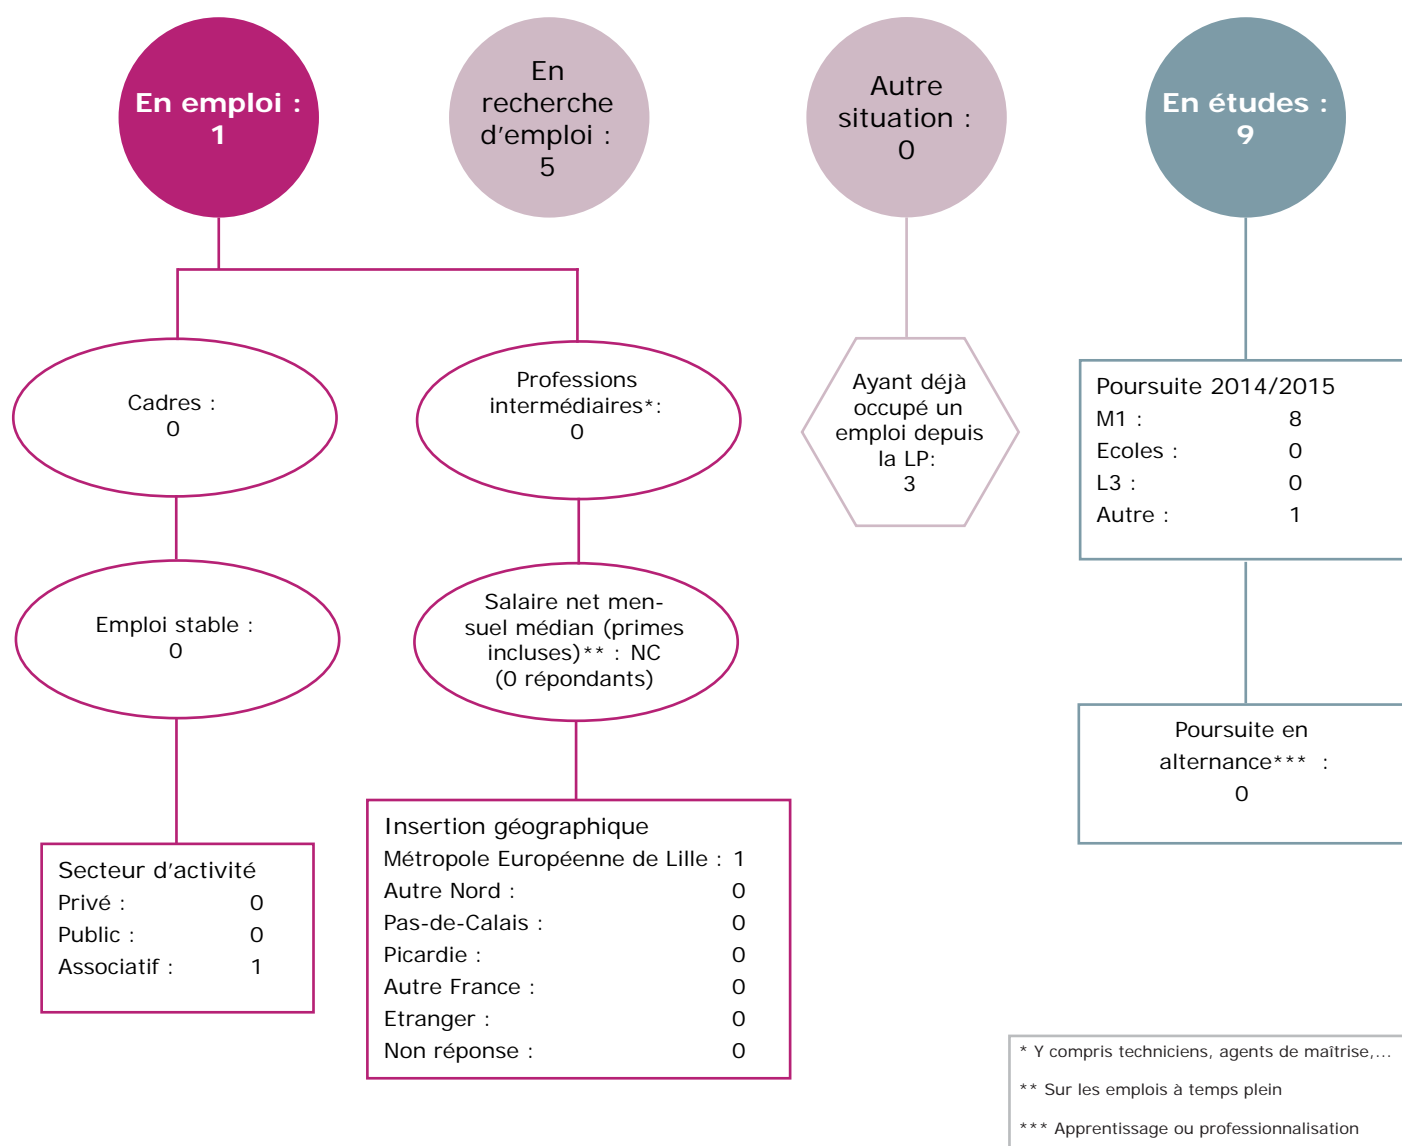 En emploi :
1
En
recherche
d'emploi :
5
Autre
situation :
0
En études :
9
Cadres :
0
Professions
intermédiaires*:
0
Ayant déjà
occupé un
emploi depuis
la LP:
3
Poursuite 2014/2015
M1 : 8
Ecoles : 0
L3 : 0
Autre : 1
Emploi stable :
0
Salaire net men-
suel médian (primes
incluses)** : NC
(0 répondants)
Poursuite en
alternance*** :
0
Secteur d'activité
Privé : 0
Public : 0
Associatif : 1
Insertion géographique
Métropole Européenne de Lille : 1
Autre Nord : 0
Pas-de-Calais : 0
Picardie : 0
Autre France : 0
Etranger : 0
Non réponse : 0
* Y compris techniciens, agents de maîtrise,...
** Sur les emplois à temps plein
*** Apprentissage ou professionnalisation